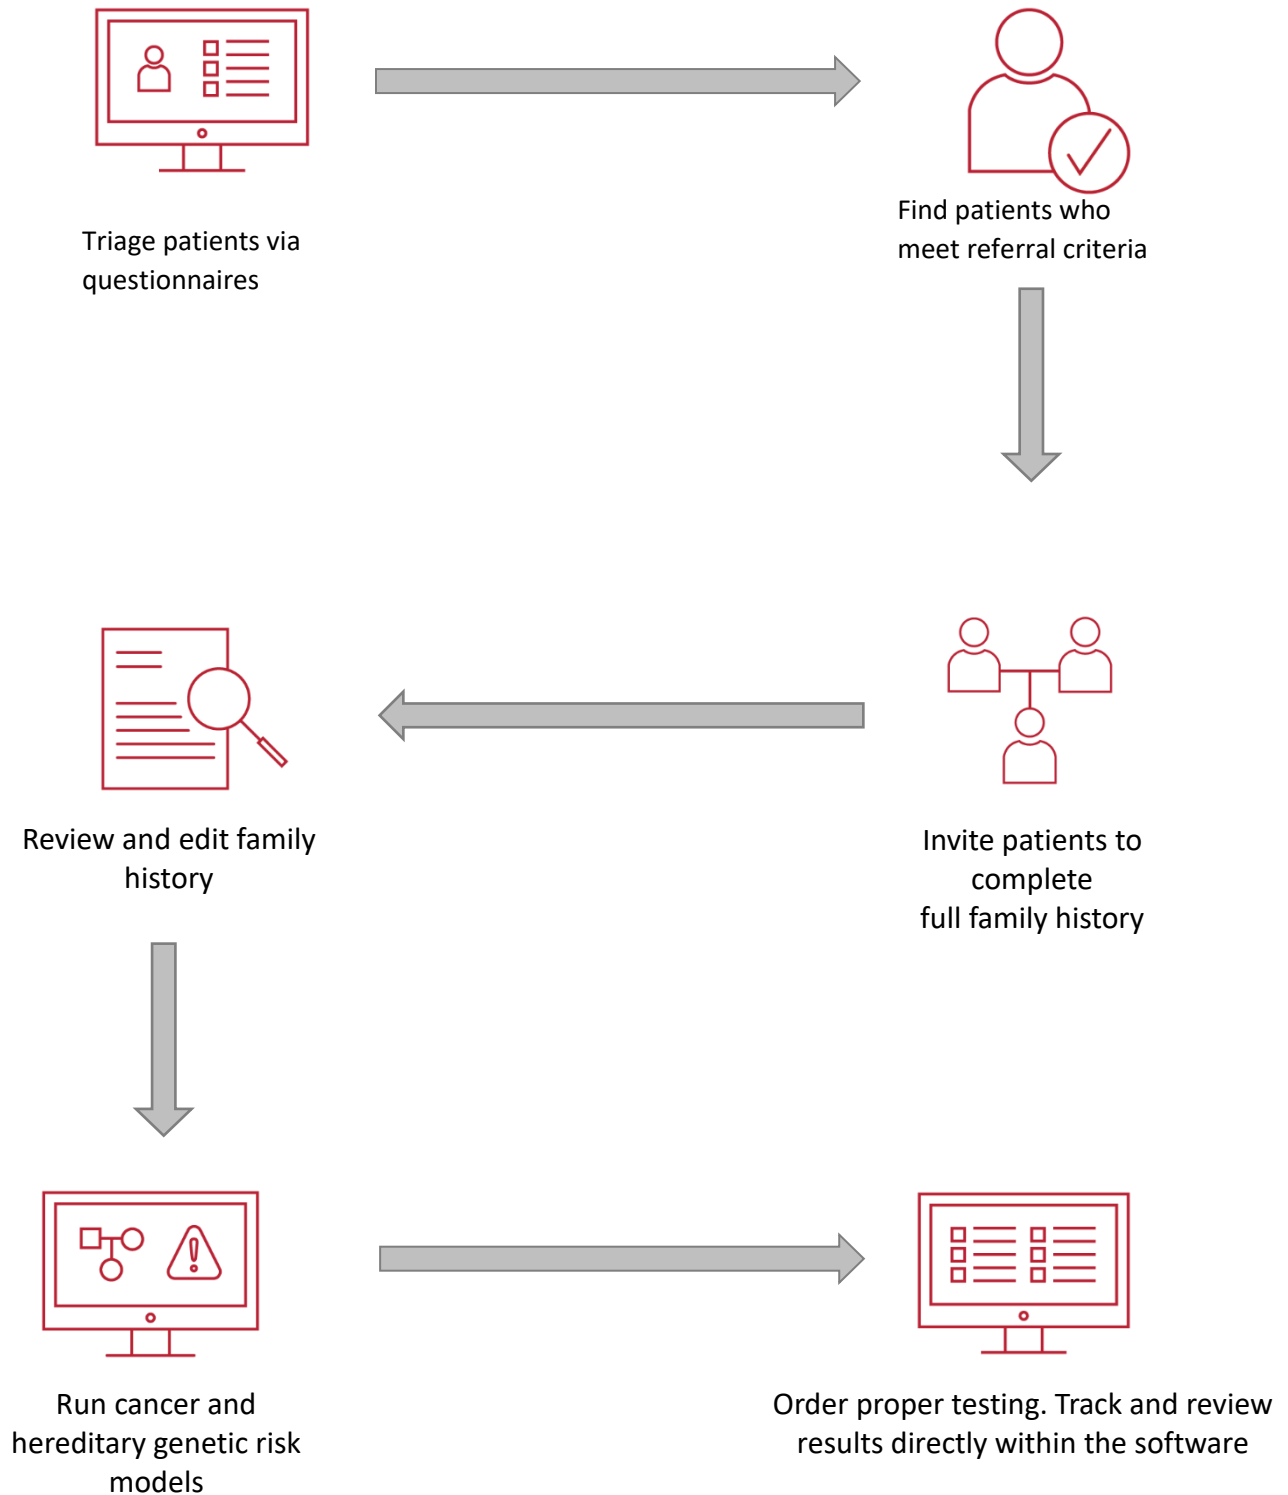 Triage patients via
questionnaires
Find patients who
meet referral criteria
Invite patients to
complete
full family history
Review and edit family
history
Run cancer and
hereditary genetic risk
models
Order proper testing. Track and review
results directly within the software